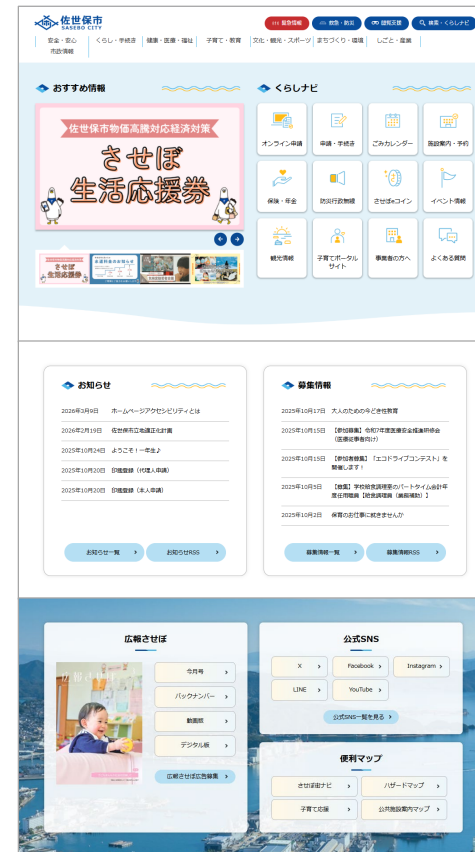 佐世保市
SASEBO CITY
緊急情報
救急・防災
閲覧支援
検索・くらしナビ
安全・安心
くらし・手続き
健康・医療・福祉
子育て・教育
文化・観光・スポーツ
まちづくり・環境
しごと・産業
市政情報
おすすめ情報
佐世保市物価高騰対応経済対策
させぼ
生活応援券
させぼ
生活応援券
くらしナビ
オンライン申請
申請・手続き
ごみカレンダー
施設案内・予約
保険・年金
防災行政無線
させぼeコイン
イベント情報
観光情報
子育てポータル
サイト
事業者の方へ
よくある質問
お知らせ
2026年3月9日 ホームページアクセシビリティとは
2026年2月19日 佐世保市立地適正化計画
2025年10月24日 ようこそ！一年生♪
2025年10月20日 印鑑登録（代理人申請）
2025年10月20日 印鑑登録（本人申請）
お知らせ一覧
お知らせRSS
募集情報
2025年10月17日 大人のための今どき性教育
2025年10月15日 【参加募集】令和7年度医療安全推進研修会
（医療従事者向け）
2025年10月15日 【参加者募集】「エコドライブコンテスト」を
開催します！
2025年10月5日 【募集】学校給食調理室のパートタイム会計年
度任用職員【給食調理員（業務補助）】
2025年10月2日 保育のお仕事に就きませんか
募集情報一覧
募集情報RSS
広報させぼ
広報させぼ
今月号
バックナンバー
動画版
デジタル版
広報させぼ広告募集
公式SNS
X
Facebook
Instagram
LINE
YouTube
公式SNS一覧を見る
便利マップ
させぼ街ナビ
ハザードマップ
子育て応援
公共施設案内マップ